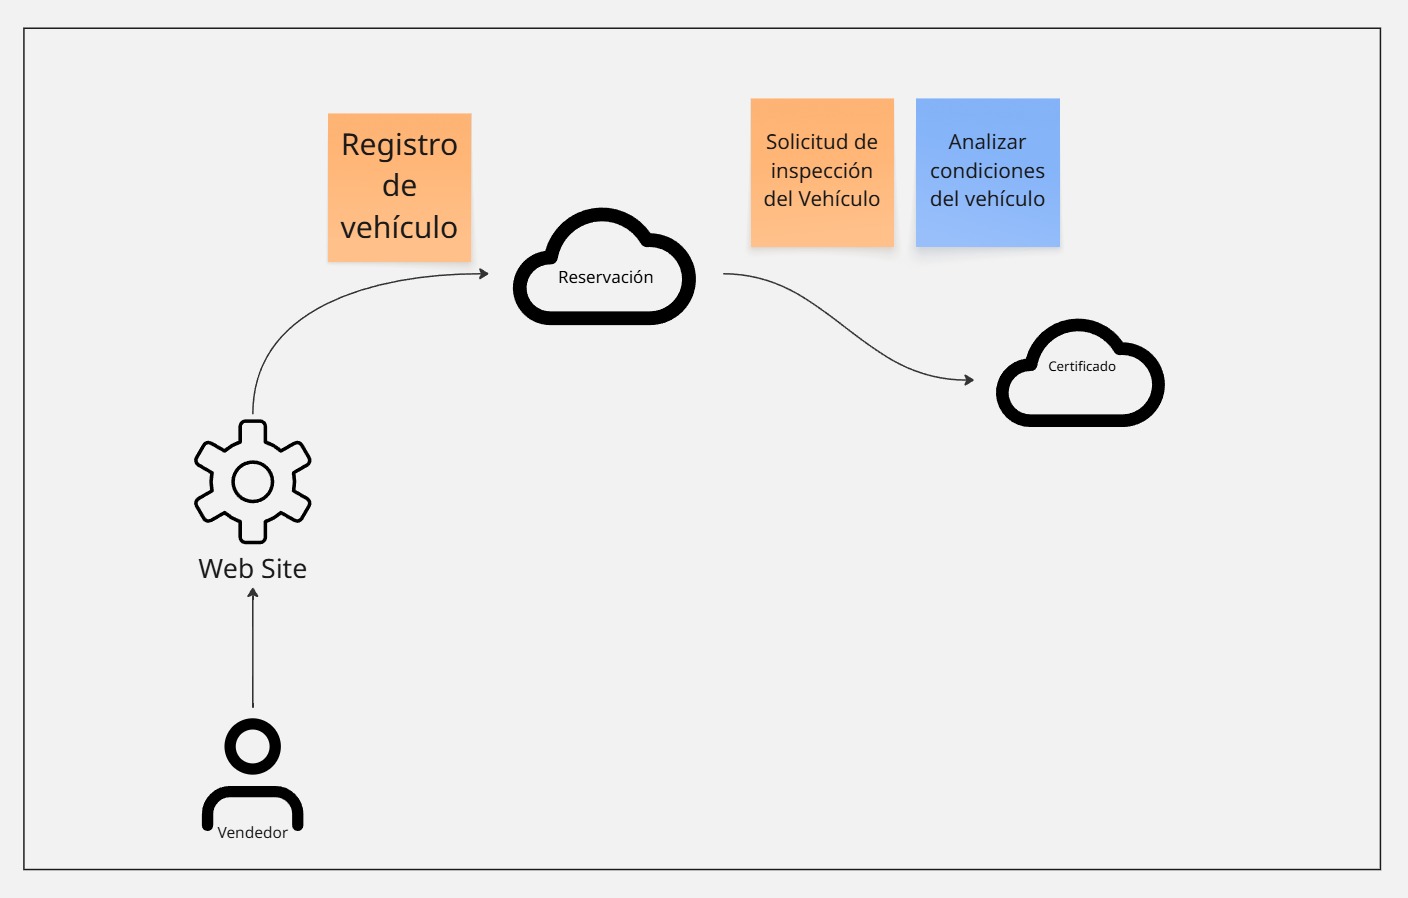 Registro
de
vehículo
Solicitud de
inspección
del Vehículo
Analizar
condiciones
del vehículo
Reservación
Certificado
Web Site
Vendedor